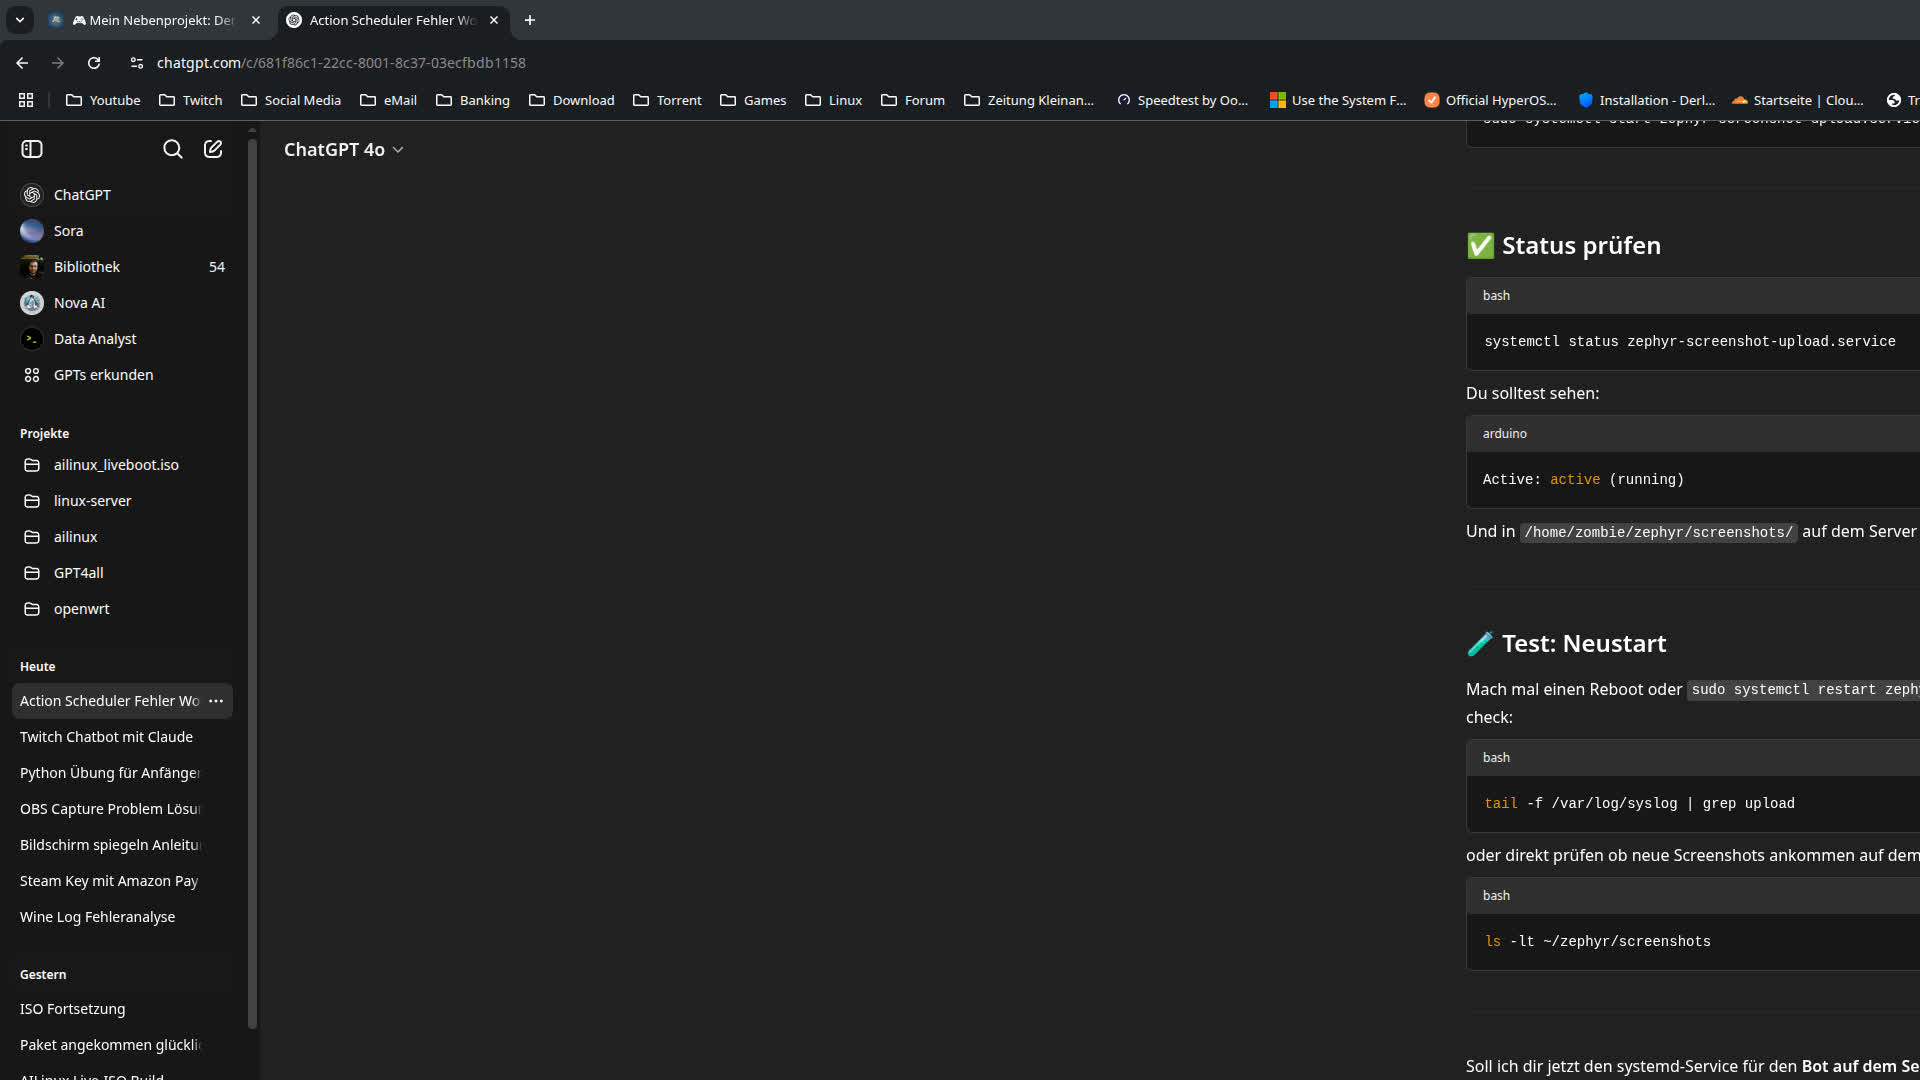 🎮 Mein Nebenprojekt:
Action Scheduler Fehler
chatgpt.com/c/681f86c1-22cc-8001-8c37-03ecfbdb1158
Youtube
Twitch
Social Media
eMail
Banking
Download
Torrent
Games
Linux
Forum
Zeitung Kleinan...
Speedtest by Oo...
Use the System F...
Official HyperOS...
Installation - Derl...
Startseite | Clou...
ChatGPT 4o
ChatGPT
Sora
Bibliothek 54
Nova AI
Data Analyst
GPTs erkunden
Projekte
ailinux_liveboot.iso
linux-server
ailinux
GPT4all
openwrt
Heute
Action Scheduler Fehler Wo
Twitch Chatbot mit Claude
Python Übung für Anfänger
OBS Capture Problem Lösu
Bildschirm spiegeln Anleitu
Steam Key mit Amazon Pay
Wine Log Fehleranalyse
Gestern
ISO Fortsetzung
Paket angekommen glückli
AILinux Live ISO Build
✅ Status prüfen
bash
systemctl status zephyr-screenshot-upload.service
Du solltest sehen:
arduino
Active: active (running)
Und in /home/zombie/zephyr/screenshots/ auf dem Server
🧪 Test: Neustart
Mach mal einen Reboot oder sudo systemctl restart zeph
check:
bash
tail -f /var/log/syslog | grep upload
oder direkt prüfen ob neue Screenshots ankommen auf dem
bash
ls -lt ~/zephyr/screenshots
Soll ich dir jetzt den systemd-Service für den Bot auf dem Se